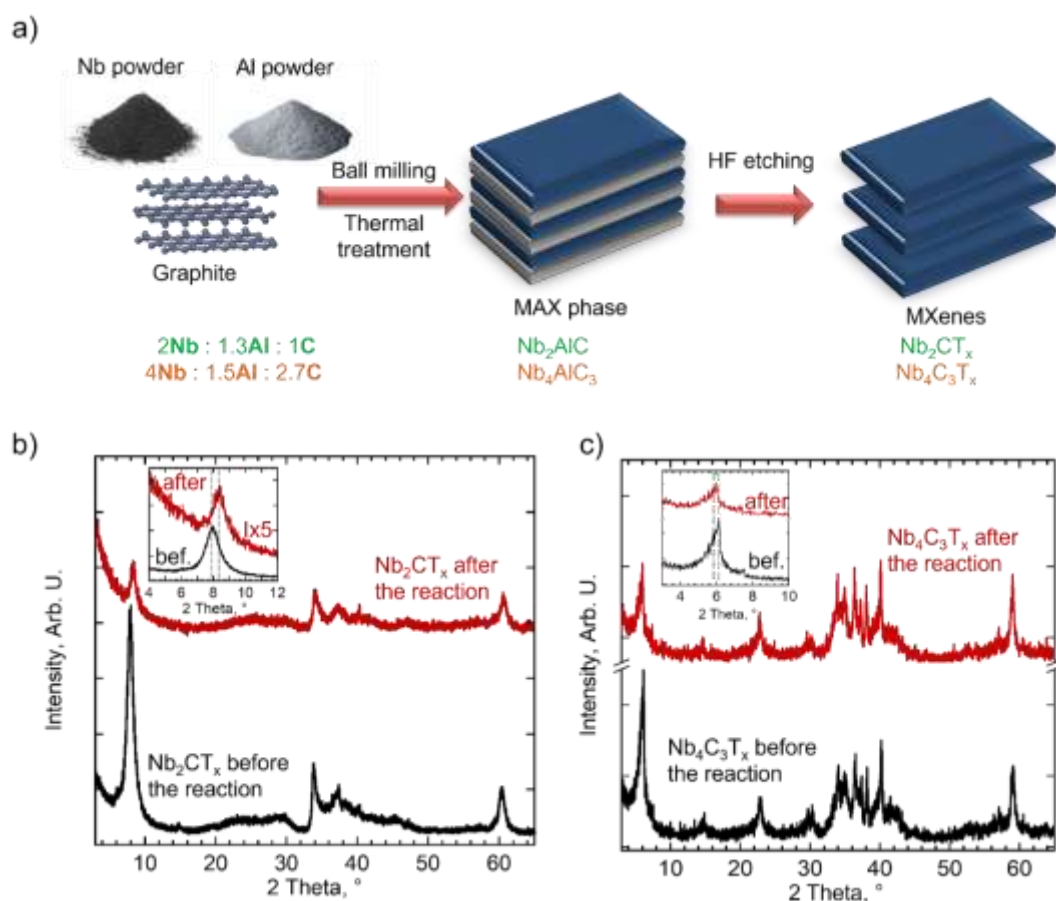 a)
Nb powder
Al powder
Graphite
Ball milling
Thermal
treatment
MAX phase
HF etching
MXenes
2Nb : 1.3Al : 1C
4Nb : 1.5Al : 2.7C
Nb₂AlC
Nb₄AlC₃
Nb₂CTₓ
Nb₄C₃Tₓ
b)
Intensity, Arb. U.
after
Ix5
bef.
4 6 8 10 12
2 Theta, °
Nb₂CTₓ after
the reaction
Nb₂CTₓ before
the reaction
10 20 30 40 50 60
2 Theta, °
c)
Intensity, Arb. U.
after
bef.
4 6 8 10
2 Theta, °
Nb₄C₃Tₓ after
the reaction
Nb₄C₃Tₓ before
the reaction
10 20 30 40 50 60
2 Theta, °